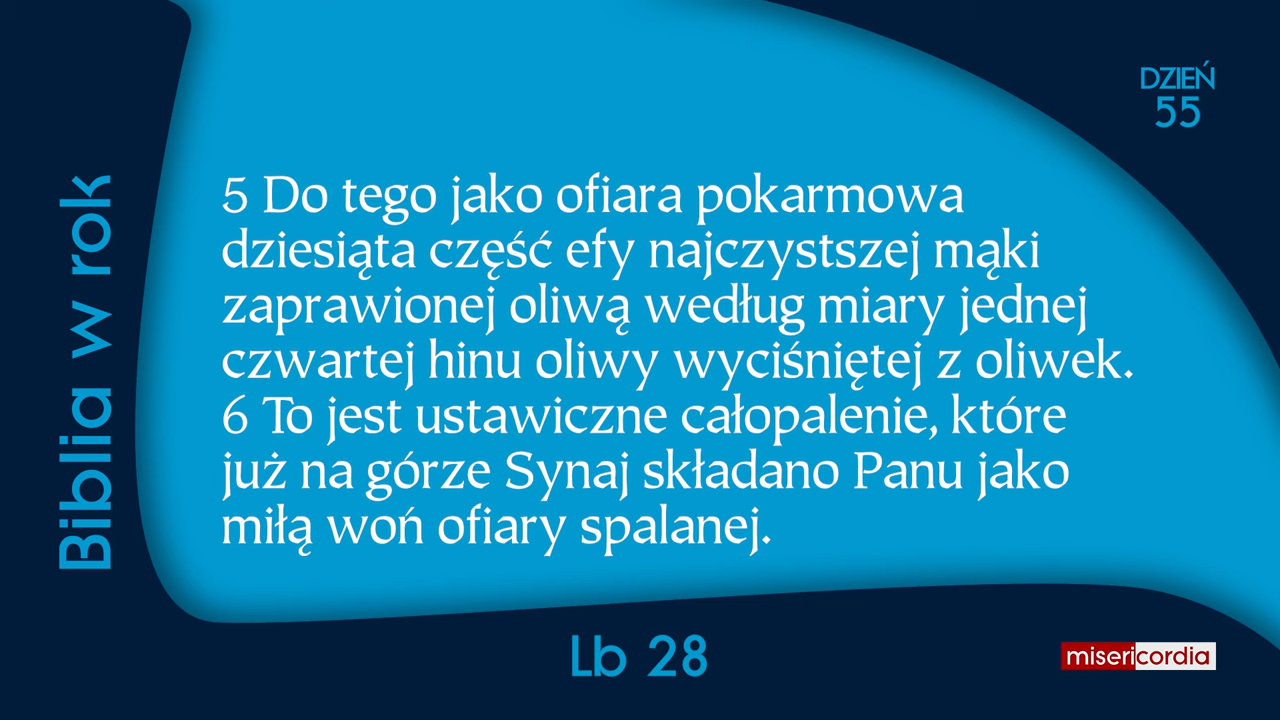 DZIEŃ
55
Biblia w rok
5 Do tego jako ofiara pokarmowa
dziesiąta część efy najczystszej mąki
zaprawionej oliwą według miary jednej
czwartej hinu oliwy wyciśniętej z oliwek.
6 To jest ustawiczne całopalenie, które
już na górze Synaj składano Panu jako
miłą woń ofiary spalanej.
Lb 28
misericordia